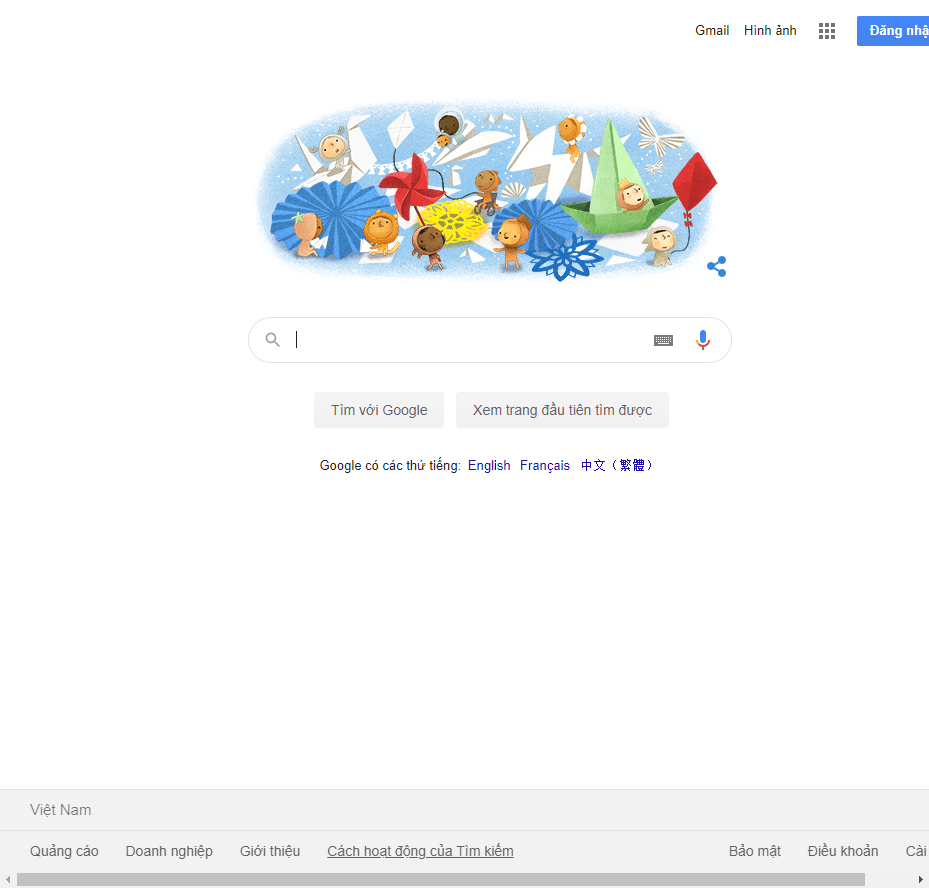 Gmail Hình ảnh Đăng nhậ
Tìm với Google Xem trang đầu tiên tìm được
Google có các thứ tiếng: English Français 中文（繁體）
Việt Nam
Quảng cáo Doanh nghiệp Giới thiệu Cách hoạt động của Tìm kiếm Bảo mật Điều khoản Cài